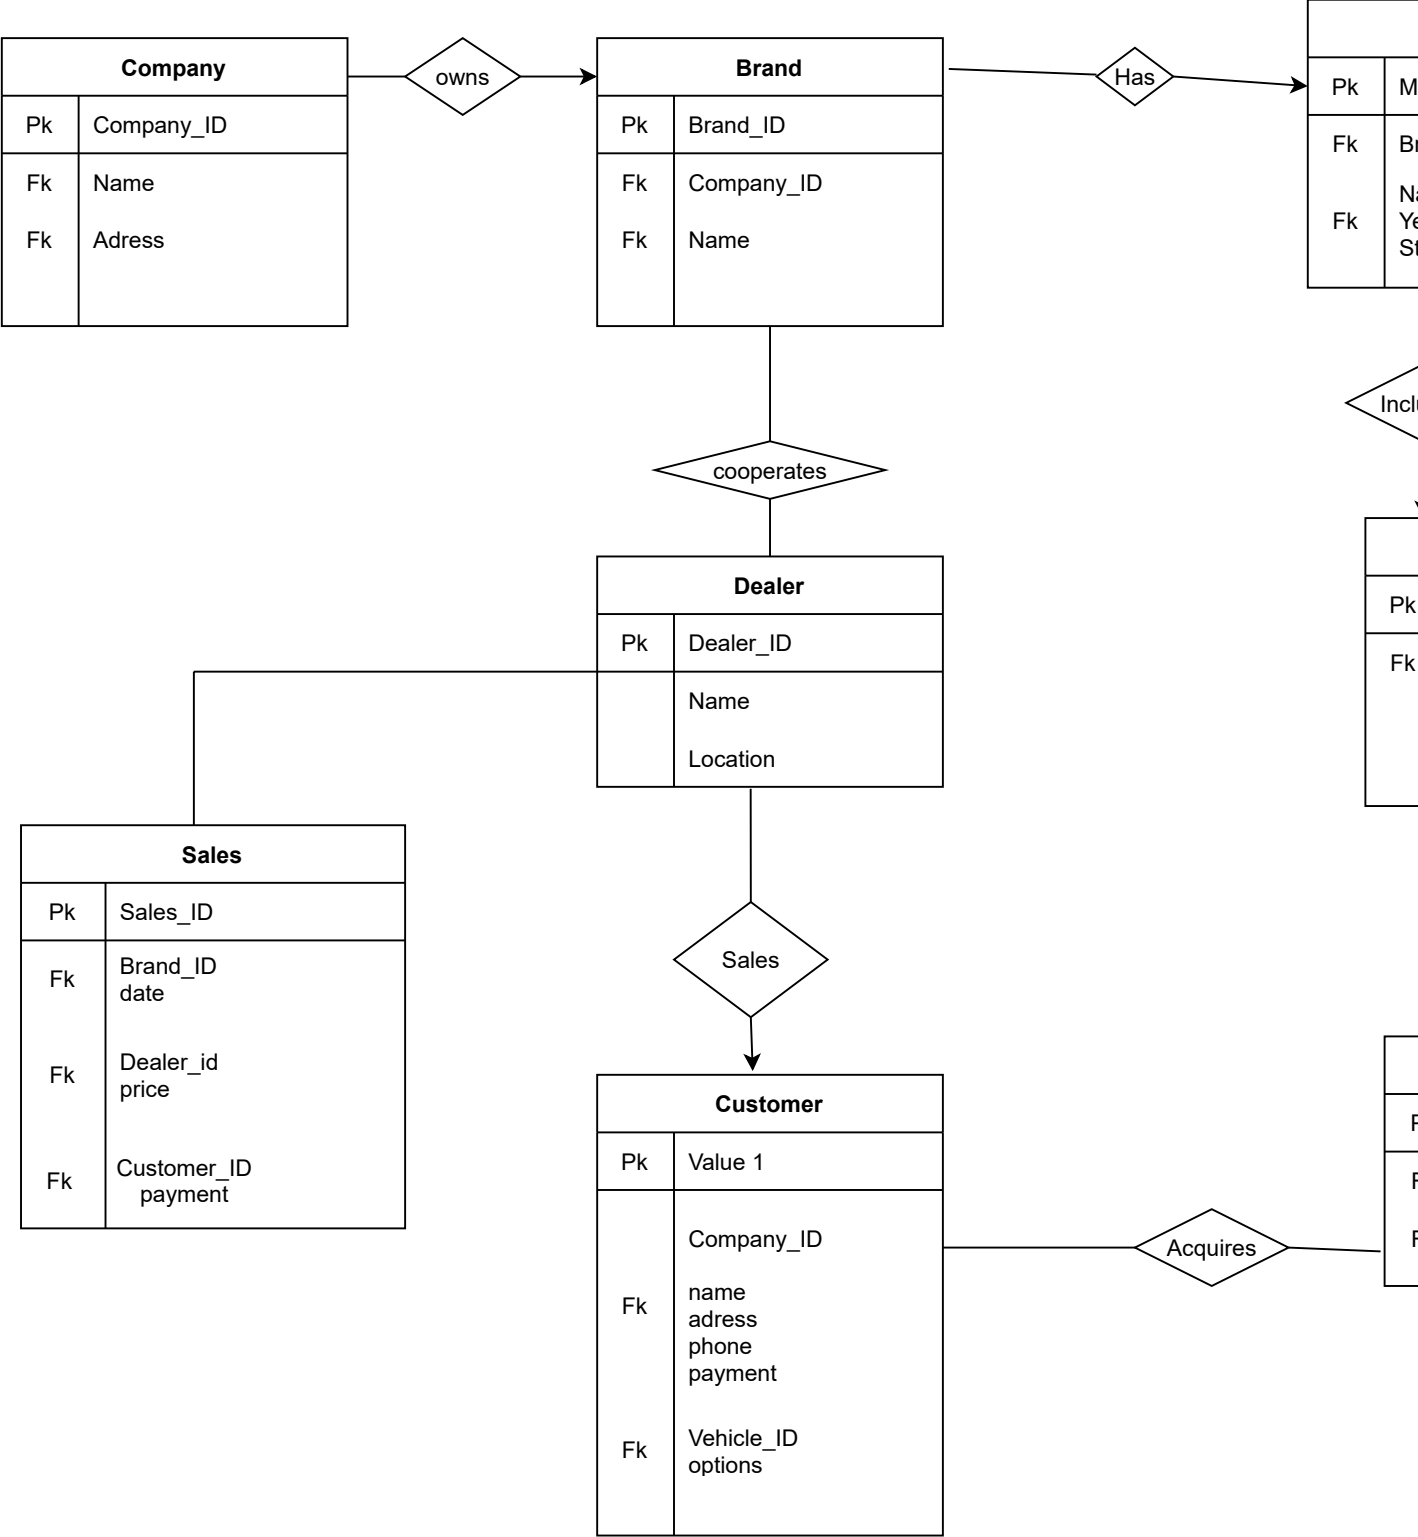 Company
Pk Company_ID
Fk Name
Fk Adress
owns
Brand
Pk Brand_ID
Fk Company_ID
Fk Name
Has
Pk
Fk
Fk
cooperates
Dealer
Pk Dealer_ID
Name
Location
Pk
Fk
Sales
Pk Sales_ID
Fk Brand_ID
date
Fk Dealer_id
price
Fk Customer_ID
payment
Sales
Customer
Pk Value 1
Company_ID
Fk name
adress
phone
payment
Fk Vehicle_ID
options
Acquires